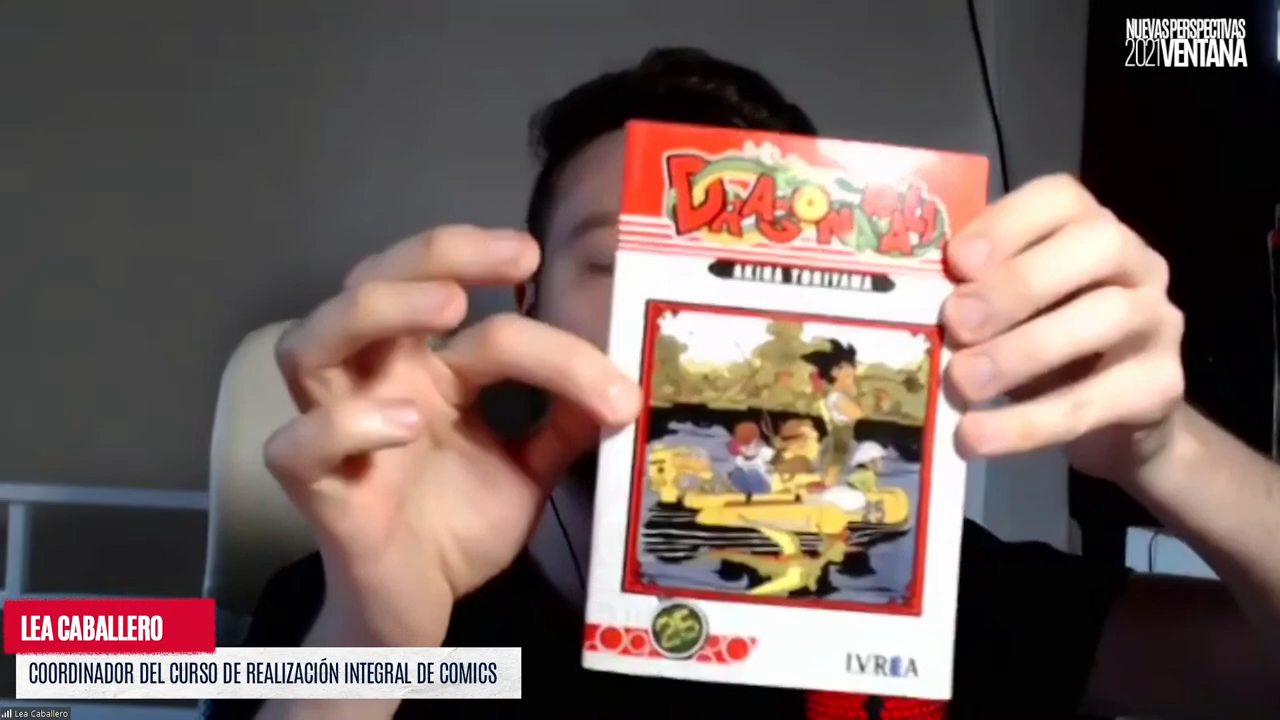 NUEVAS PERSPECTIVAS
2021 VENTANA
DRAGON BALL
AKIRA TORIYAMA
25
IVREA
LEA CABALLERO
COORDINADOR DEL CURSO DE REALIZACIÓN INTEGRAL DE COMICS
Lea Caballero